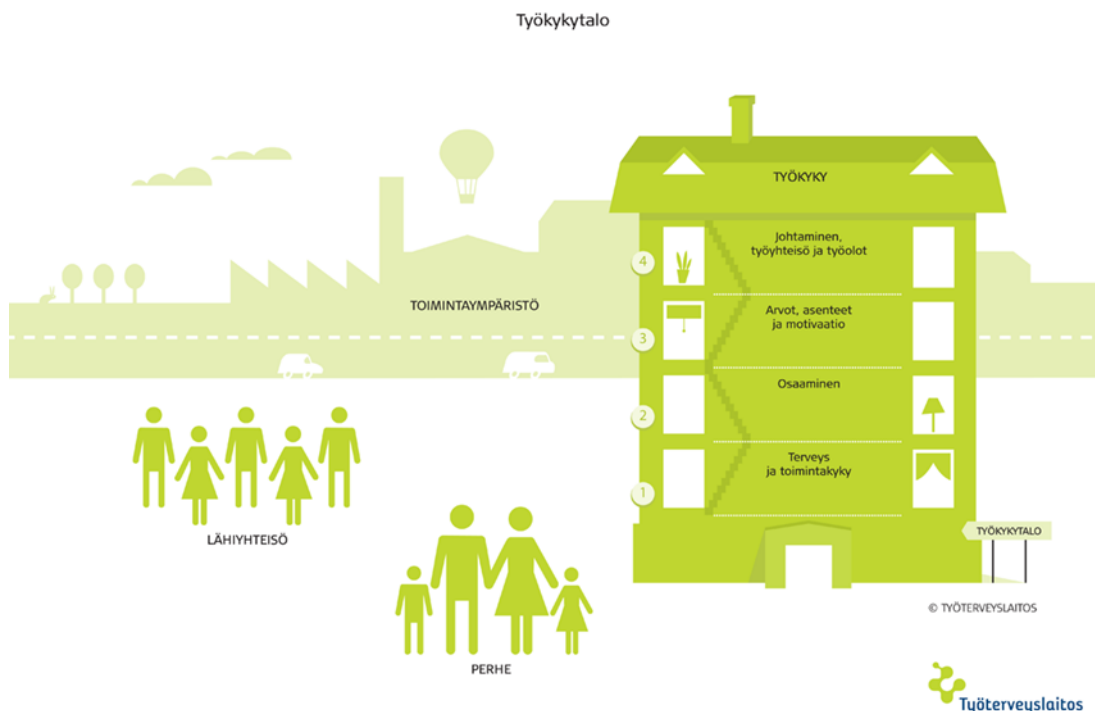 Työkykytalo
TYÖKYKY
4
Johtaminen,
työyhteisö ja työolot
TOIMINTAYMPÄRISTÖ
3
Arvot, asenteet
ja motivaatio
2
Osaaminen
1
Terveys
ja toimintakyky
LÄHIYHTEISÖ
TYÖKYKYTALO
PERHE
© TYÖTERVEYSLAITOS
Työterveyslaitos